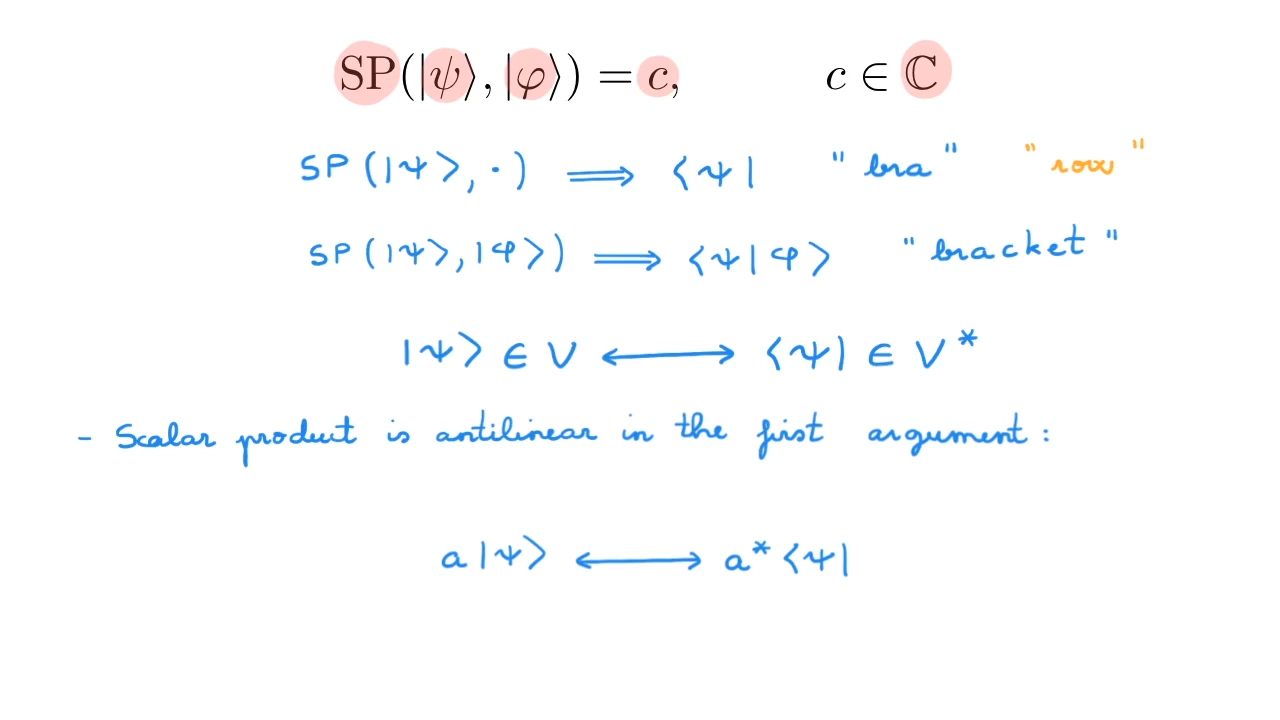 SP(|ψ⟩, |φ⟩) = c, c ∈ ℂ
SP(|ψ⟩, ·) ⟹ ⟨ψ| "bra" "row"
SP(|ψ⟩, |φ⟩) ⟹ ⟨ψ|φ⟩ "bracket"
|ψ⟩ ∈ V ⟷ ⟨ψ| ∈ V*
- Scalar product is antilinear in the first argument :
a|ψ⟩ ⟷ a*⟨ψ|